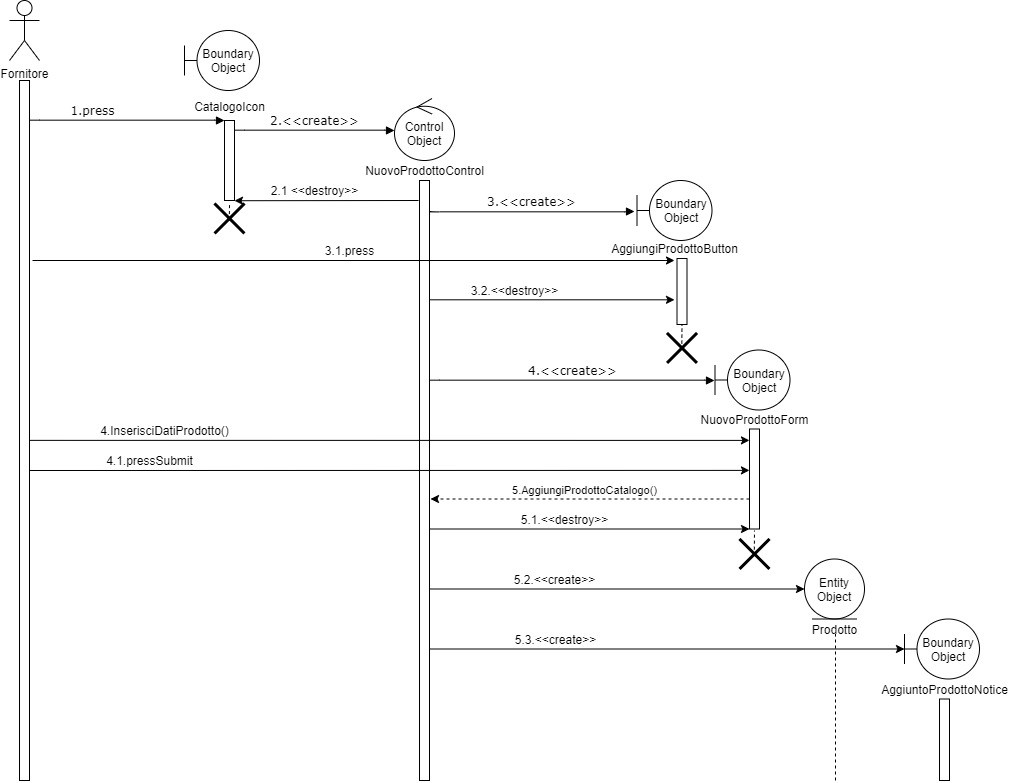 Fornitore
Boundary
Object
CatalogoIcon
1.press
2.<<create>>
Control
Object
NuovoProdottoControl
2.1 <<destroy>>
3.<<create>>
Boundary
Object
AggiungiProdottoButton
3.1.press
3.2.<<destroy>>
4.<<create>>
Boundary
Object
NuovoProdottoForm
4.InserisciDatiProdotto()
4.1.pressSubmit
5.AggiungiProdottoCatalogo()
5.1.<<destroy>>
5.2.<<create>>
Entity
Object
Prodotto
5.3.<<create>>
Boundary
Object
AggiuntoProdottoNotice